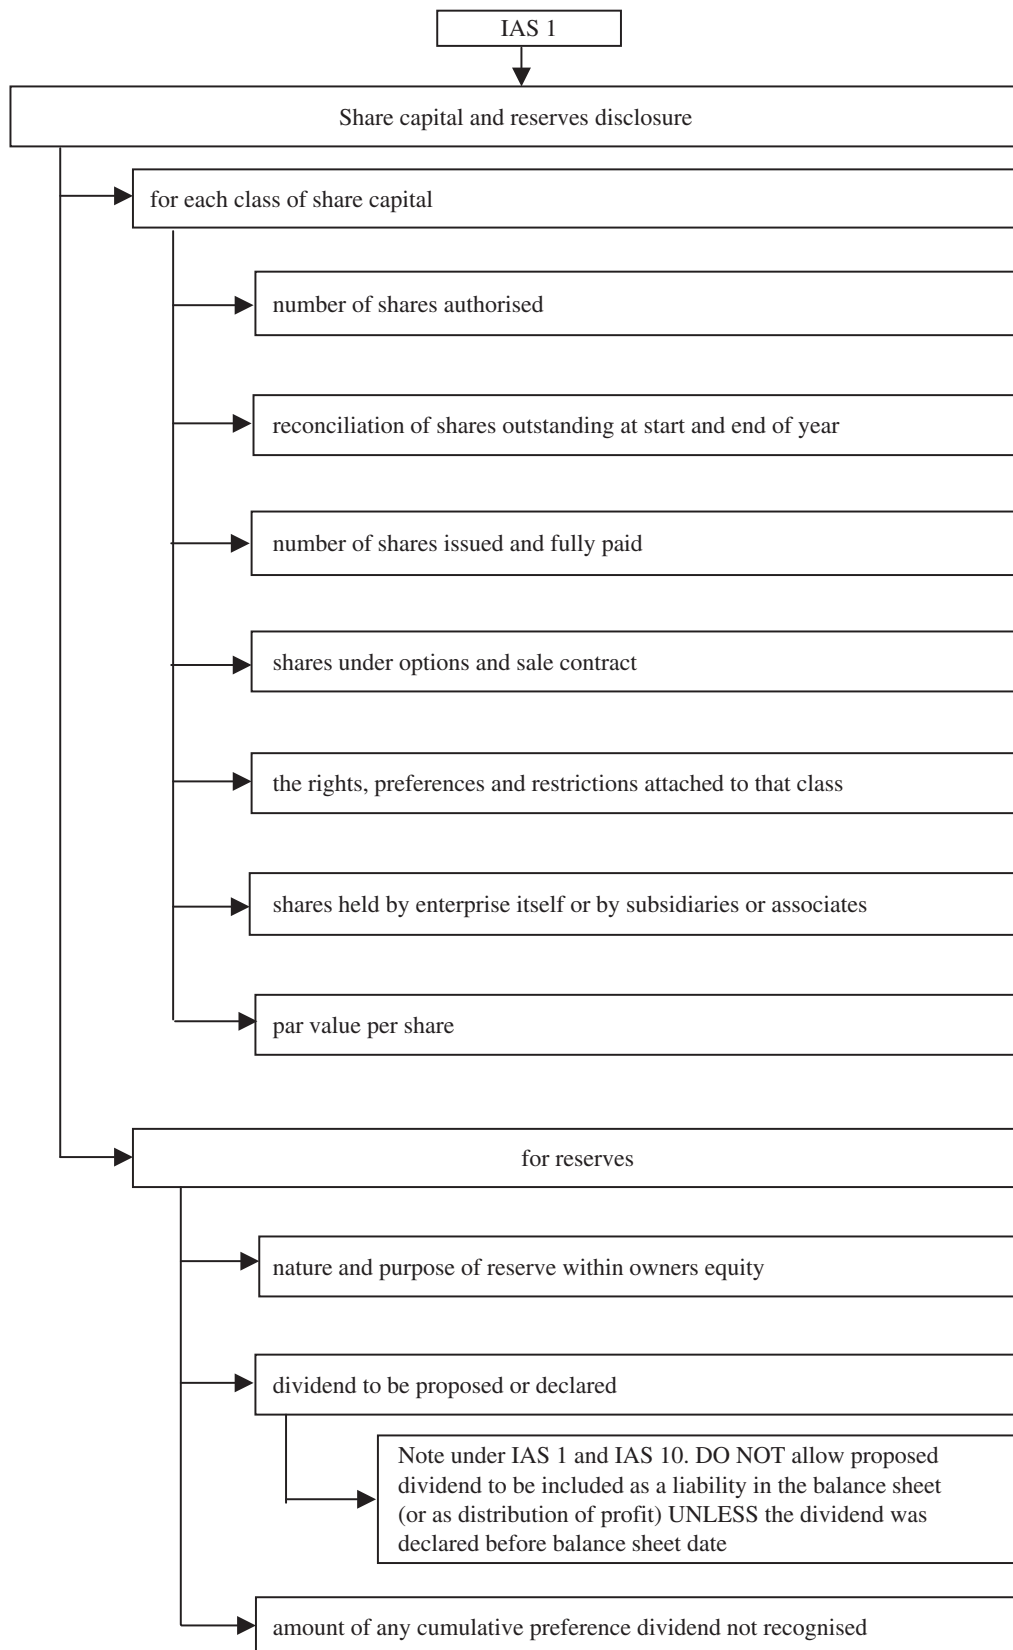 IAS 1
Share capital and reserves disclosure
for each class of share capital
number of shares authorised
reconciliation of shares outstanding at start and end of year
number of shares issued and fully paid
shares under options and sale contract
the rights, preferences and restrictions attached to that class
shares held by enterprise itself or by subsidiaries or associates
par value per share
for reserves
nature and purpose of reserve within owners equity
dividend to be proposed or declared
Note under IAS 1 and IAS 10. DO NOT allow proposed
dividend to be included as a liability in the balance sheet
(or as distribution of profit) UNLESS the dividend was
declared before balance sheet date
amount of any cumulative preference dividend not recognised